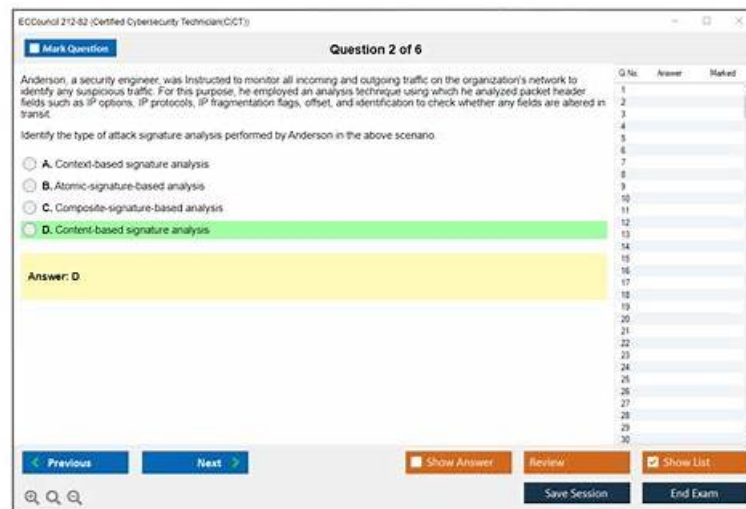 ECCouncil 212-82 (Certified Cybersecurity Technician(C|CT))
Mark Question
Question 2 of 6
Anderson, a security engineer, was Instructed to monitor all incoming and outgoing traffic on the organization's network to
identify any suspicious traffic. For this purpose, he employed an analysis technique using which he analyzed packet header
fields such as IP options, IP protocols, IP fragmentation flags, offset, and identification to check whether any fields are altered in
transit.
Identify the type of attack signature analysis performed by Anderson in the above scenario.
A. Context-based signature analysis
B. Atomic-signature-based analysis
C. Composite-signature-based analysis
D. Content-based signature analysis
Answer: D
Q.No. Answer Marked
1
2
3
4
5
6
7
8
9
10
11
12
13
14
15
16
17
18
19
20
21
22
23
24
25
26
27
28
29
30
Previous
Next
Show Answer
Review
Show List
Save Session
End Exam